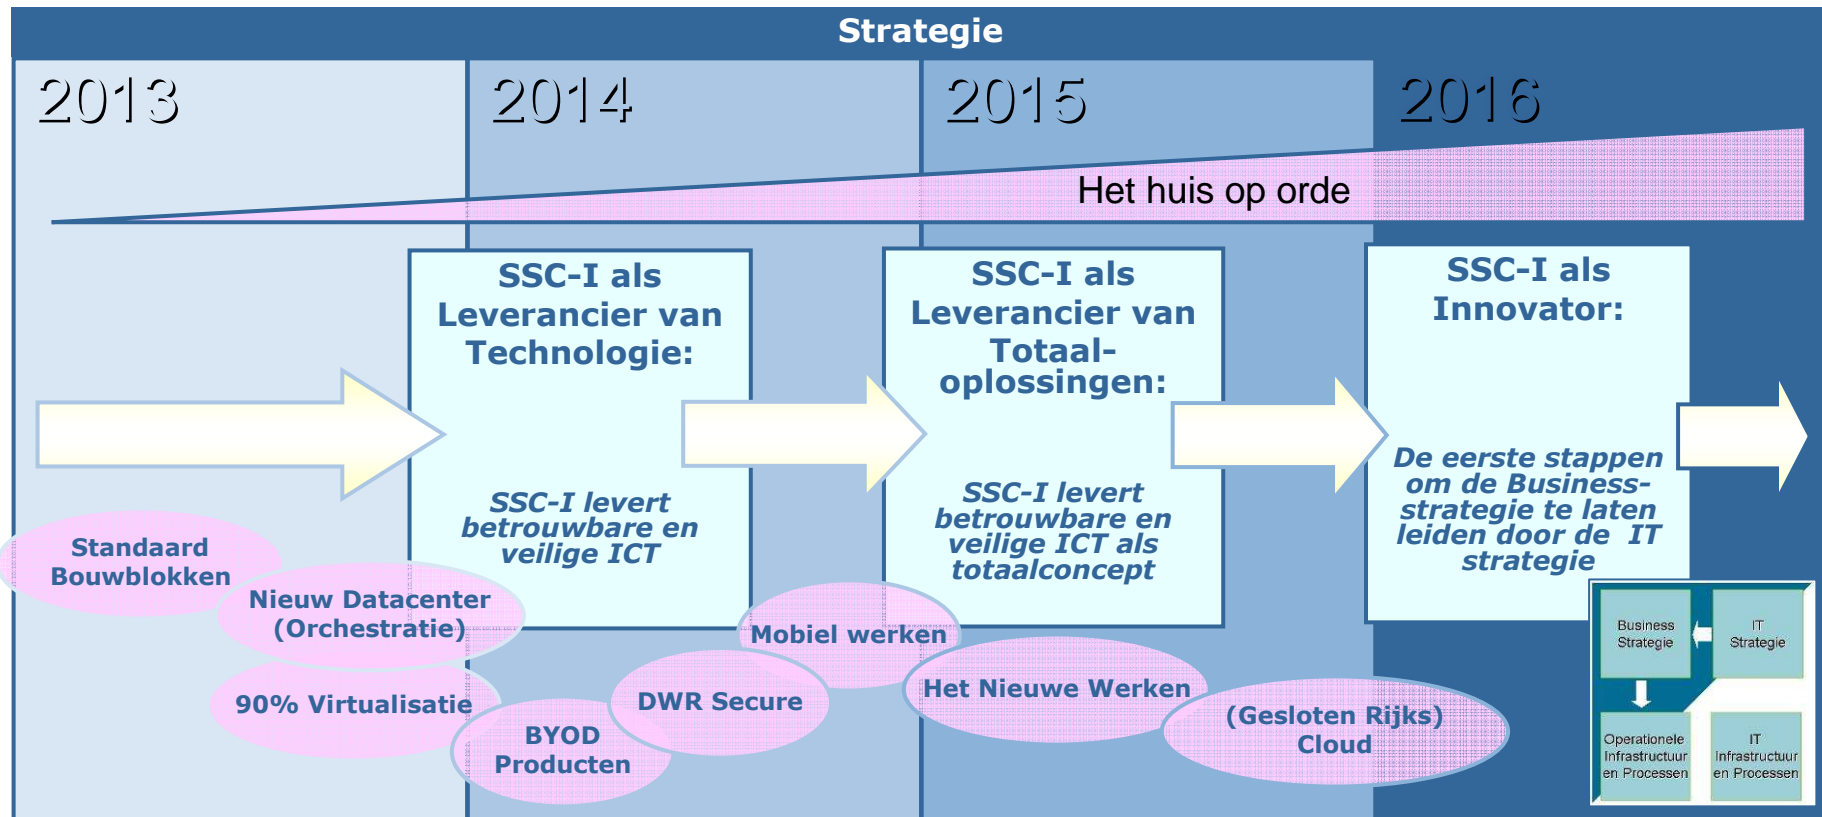 Strategie
2013
2014
2015
2016
Het huis op orde
SSC-I als
Leverancier van
Technologie:
SSC-I levert
betrouwbare en
veilige ICT
SSC-I als
Leverancier van
Totaal-
oplossingen:
SSC-I levert
betrouwbare en
veilige ICT als
totaalconcept
SSC-I als
Innovator:
De eerste stappen
om de Business-
strategie te laten
leiden door de IT
strategie
Standaard
Bouwblokken
Nieuw Datacenter
(Orchestratie)
90% Virtualisatie
BYOD
Producten
DWR Secure
Mobiel werken
Het Nieuwe Werken
(Gesloten Rijks)
Cloud
Business
Strategie
IT
Strategie
Operationele
Infrastructuur
en Processen
IT
Infrastructuur
en Processen